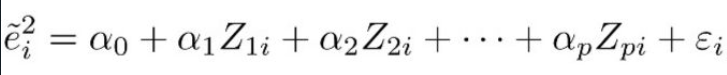 ẽ_i^2 = α_0 + α_1 Z_{1i} + α_2 Z_{2i} + ⋯ + α_p Z_{pi} + ε_i